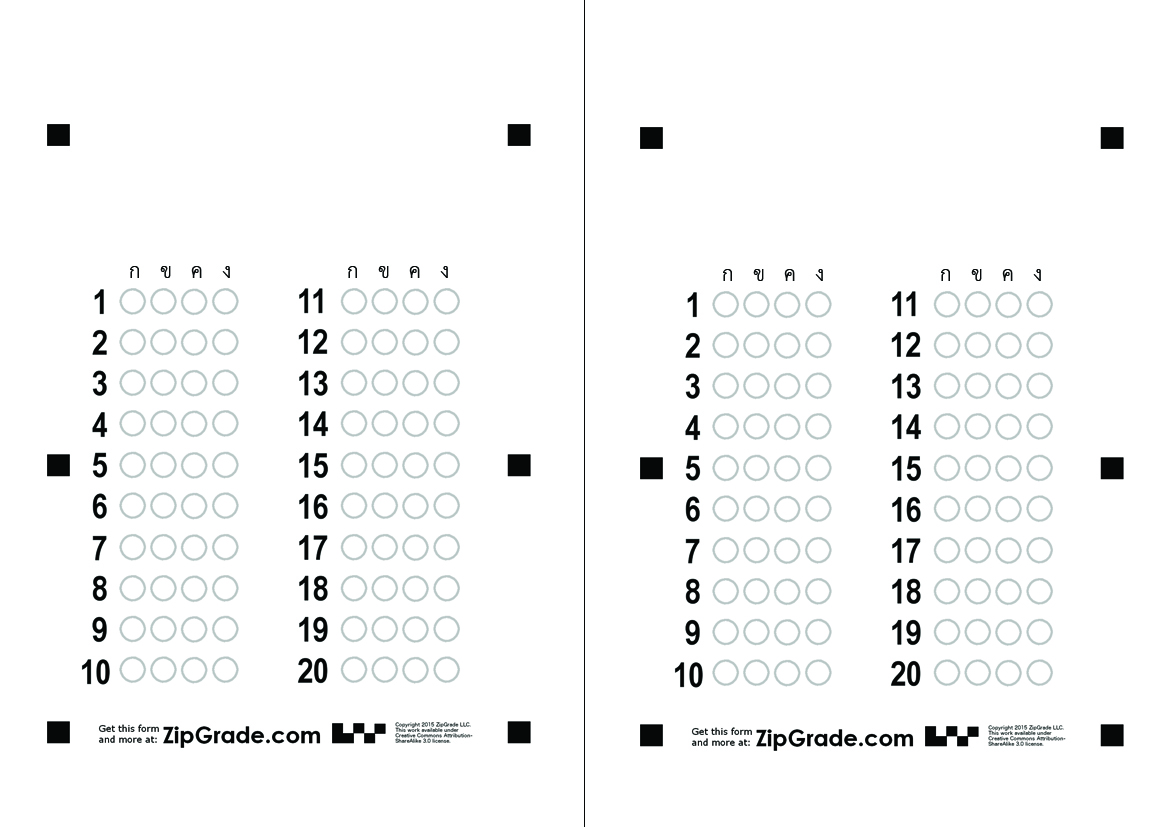 ก ข ค ง
1
2
3
4
5
6
7
8
9
10
ก ข ค ง
11
12
13
14
15
16
17
18
19
20
Get this form
and more at: ZipGrade.com
Copyright 2015 ZipGrade LLC.
This work available under
Creative Commons Attribution-
ShareAlike 3.0 license.
ก ข ค ง
1
2
3
4
5
6
7
8
9
10
ก ข ค ง
11
12
13
14
15
16
17
18
19
20
Get this form
and more at: ZipGrade.com
Copyright 2015 ZipGrade LLC.
This work available under
Creative Commons Attribution-
ShareAlike 3.0 license.